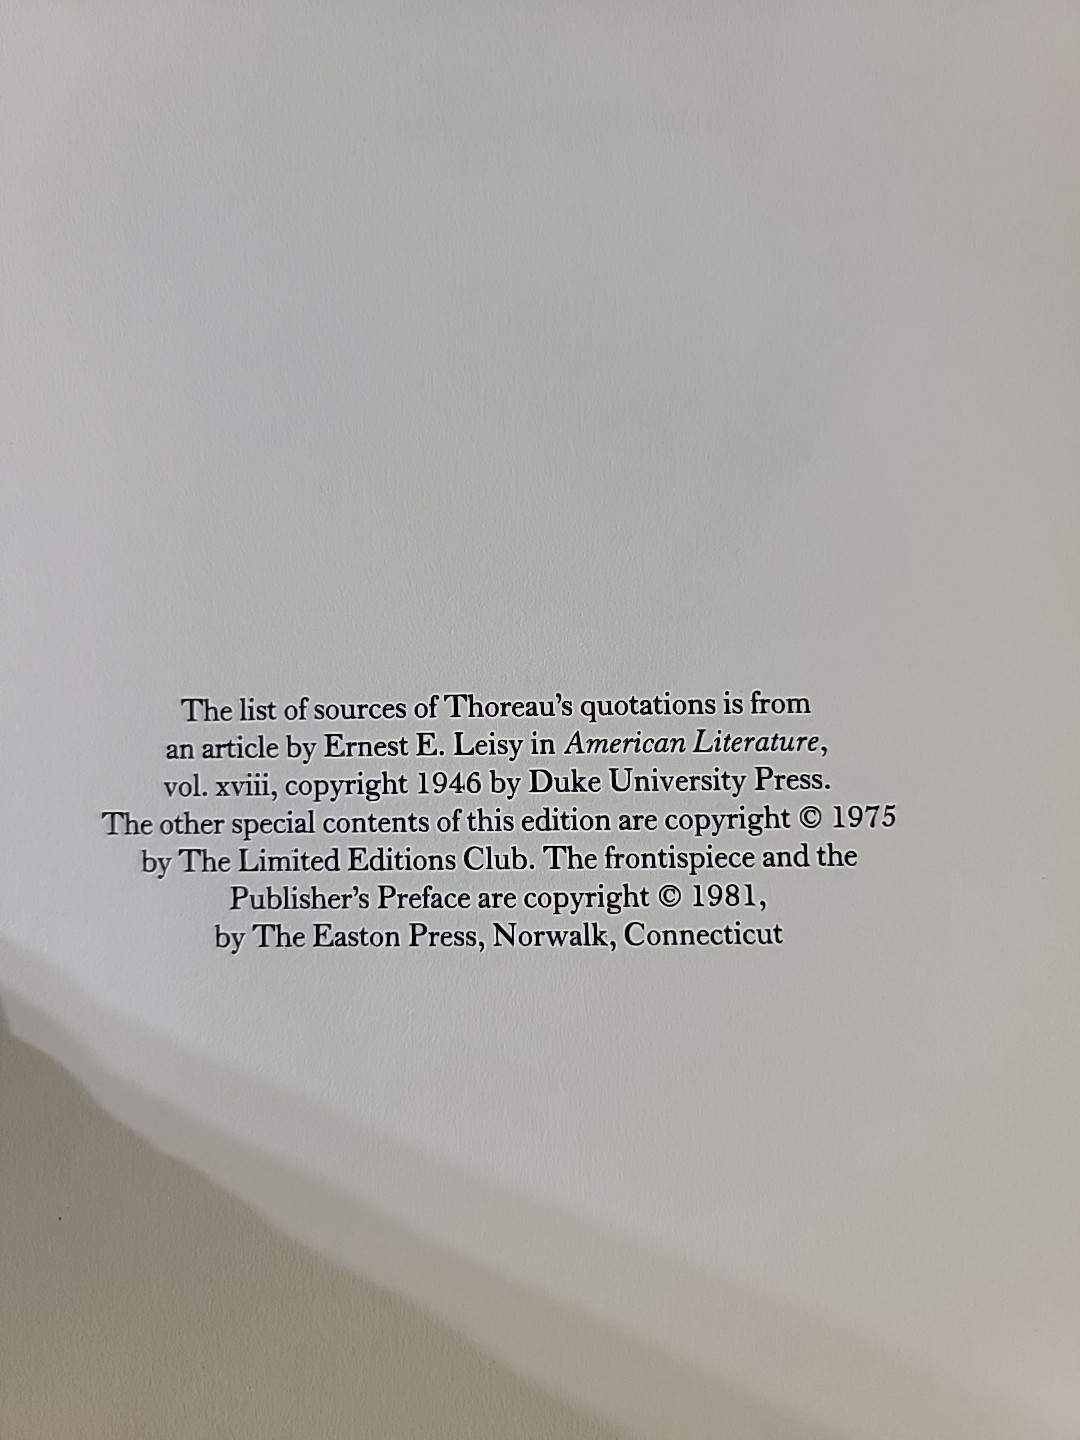 The list of sources of Thoreau's quotations is from
an article by Ernest E. Leisy in American Literature,
vol. xviii, copyright 1946 by Duke University Press.
The other special contents of this edition are copyright © 1975
by The Limited Editions Club. The frontispiece and the
Publisher's Preface are copyright © 1981,
by The Easton Press, Norwalk, Connecticut